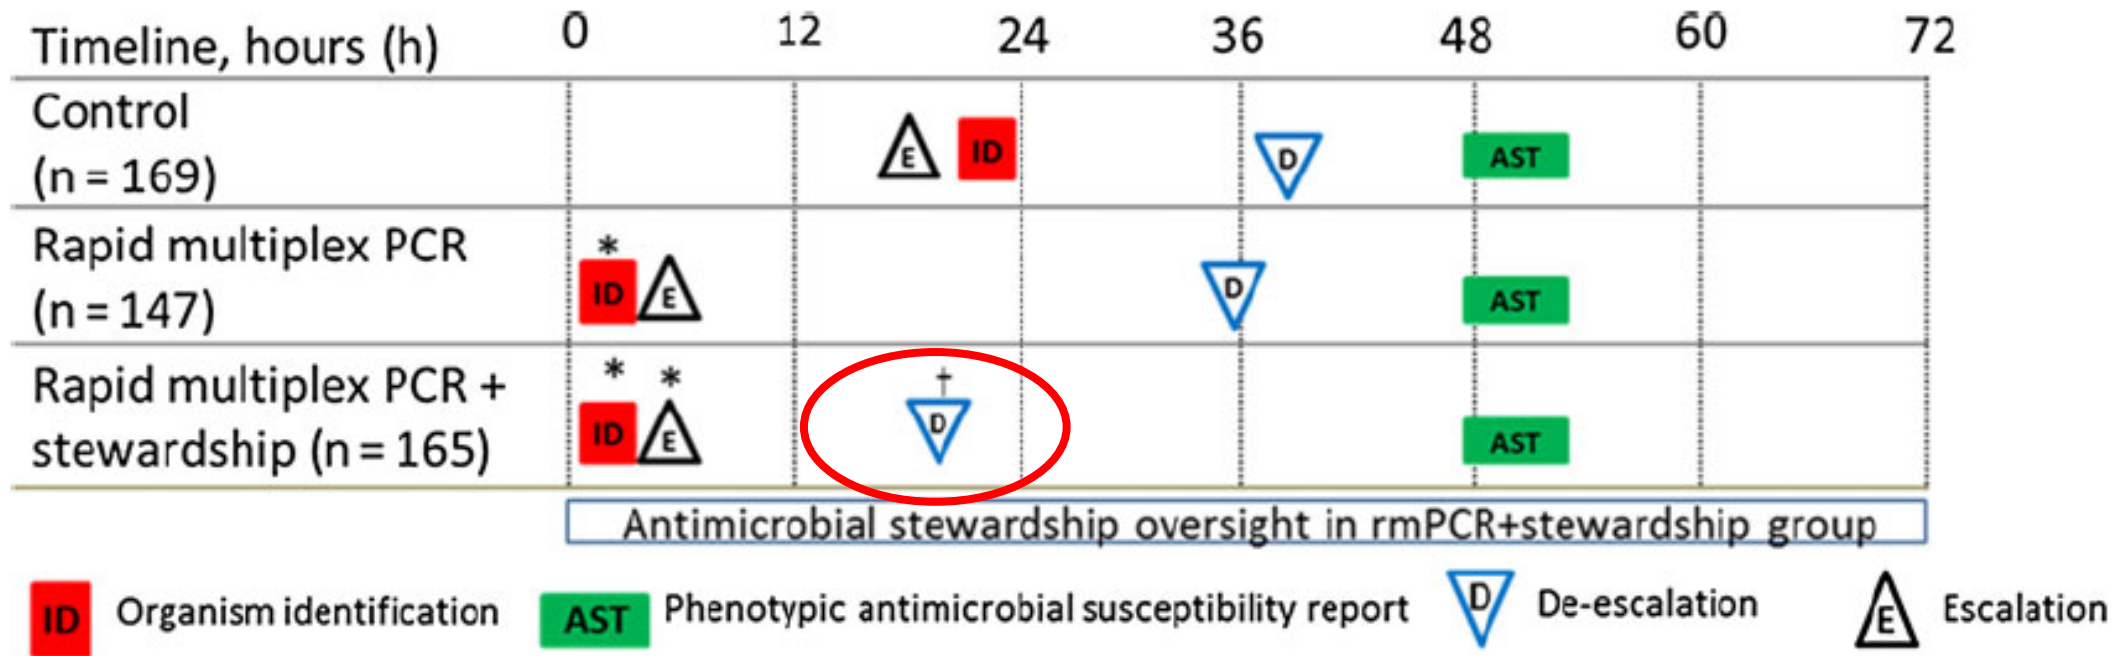 Timeline, hours (h) 0 12 24 36 48 60 72
Control
(n = 169)
E ID D AST
Rapid multiplex PCR
(n = 147)
*
ID E D AST
Rapid multiplex PCR +
stewardship (n = 165)
* * †
ID E D AST
Antimicrobial stewardship oversight in rmPCR+stewardship group
ID Organism identification AST Phenotypic antimicrobial susceptibility report D De-escalation E Escalation